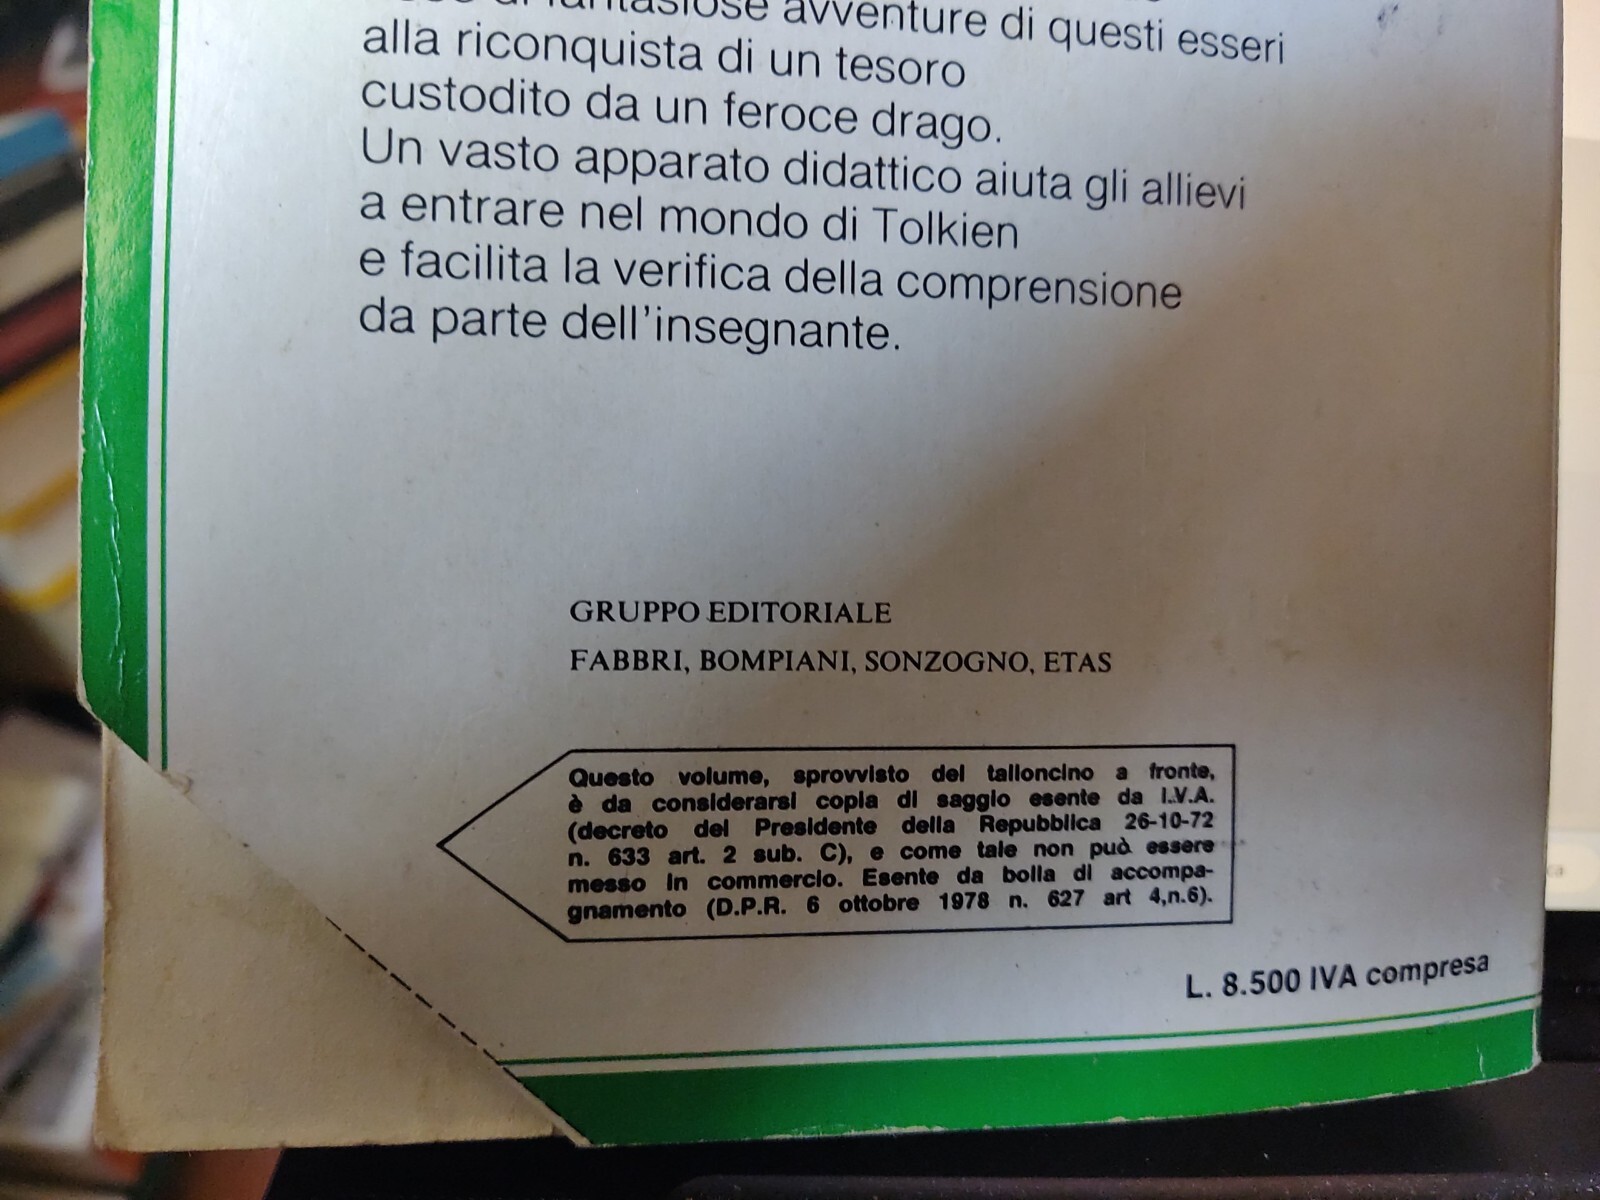 di fantasiose avventure di questi esseri
alla riconquista di un tesoro
custodito da un feroce drago.
Un vasto apparato didattico aiuta gli allievi
a entrare nel mondo di Tolkien
e facilita la verifica della comprensione
da parte dell'insegnante.
GRUPPO EDITORIALE
FABBRI, BOMPIANI, SONZOGNO, ETAS
Questo volume, sprovvisto del talloncino a fronte,
è da considerarsi copia di saggio esente da I.V.A.
(decreto del Presidente della Repubblica 26-10-72
n. 633 art. 2 sub. C), e come tale non può essere
messo in commercio. Esente da bolla di accompa-
gnamento (D.P.R. 6 ottobre 1978 n. 627 art 4,n.6).
L. 8.500 IVA compresa